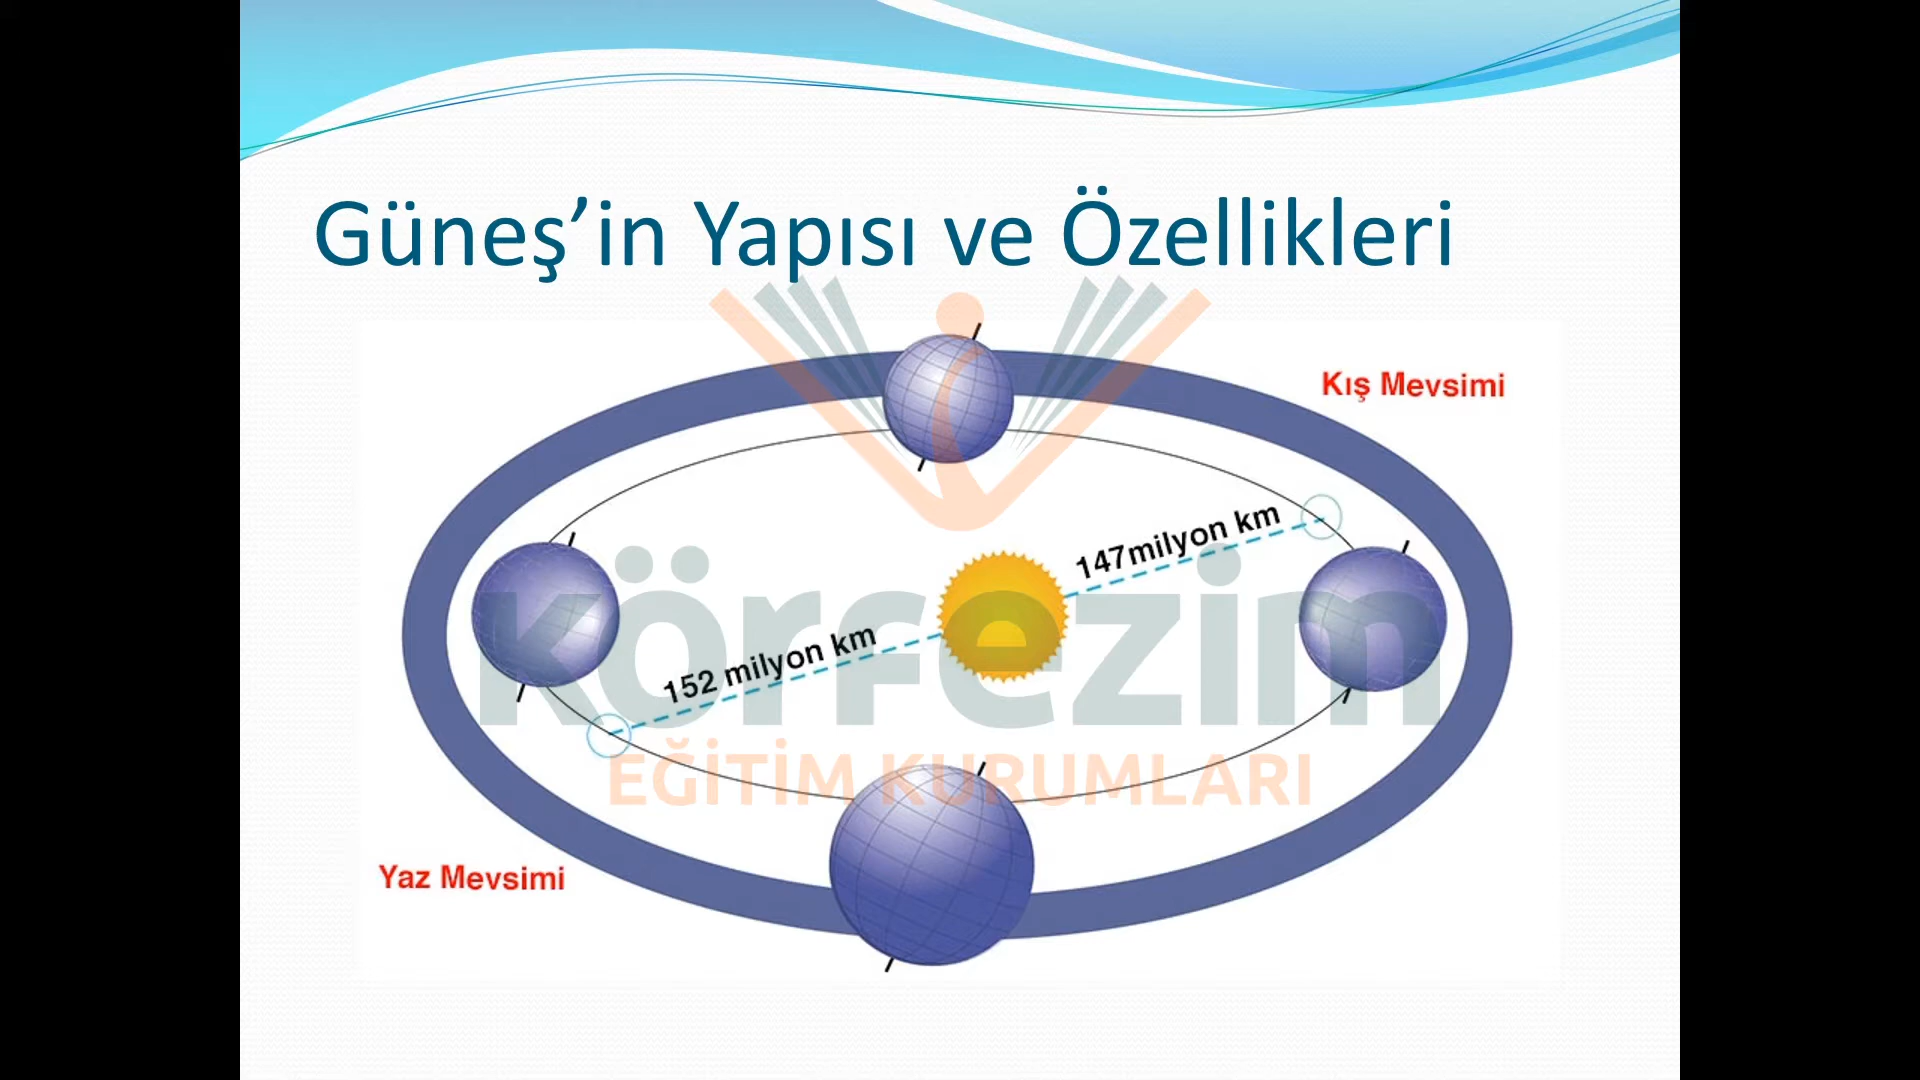 Güneş’in Yapısı ve Özellikleri
Kış Mevsimi
147milyon km
152 milyon km
körfezim
EĞİTİM KURUMLARI
Yaz Mevsimi